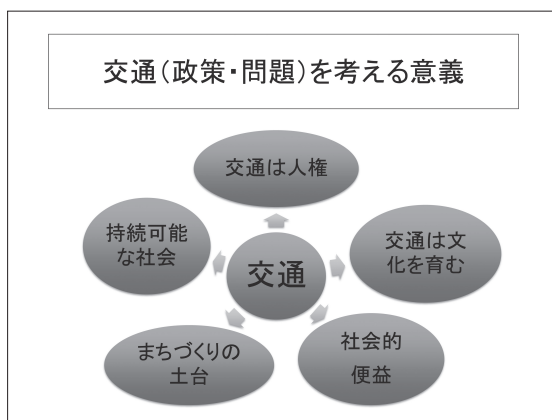 交通（政策・問題）を考える意義
交通は人権
持続可能
な社会
交通
交通は文
化を育む
まちづくりの
土台
社会的
便益